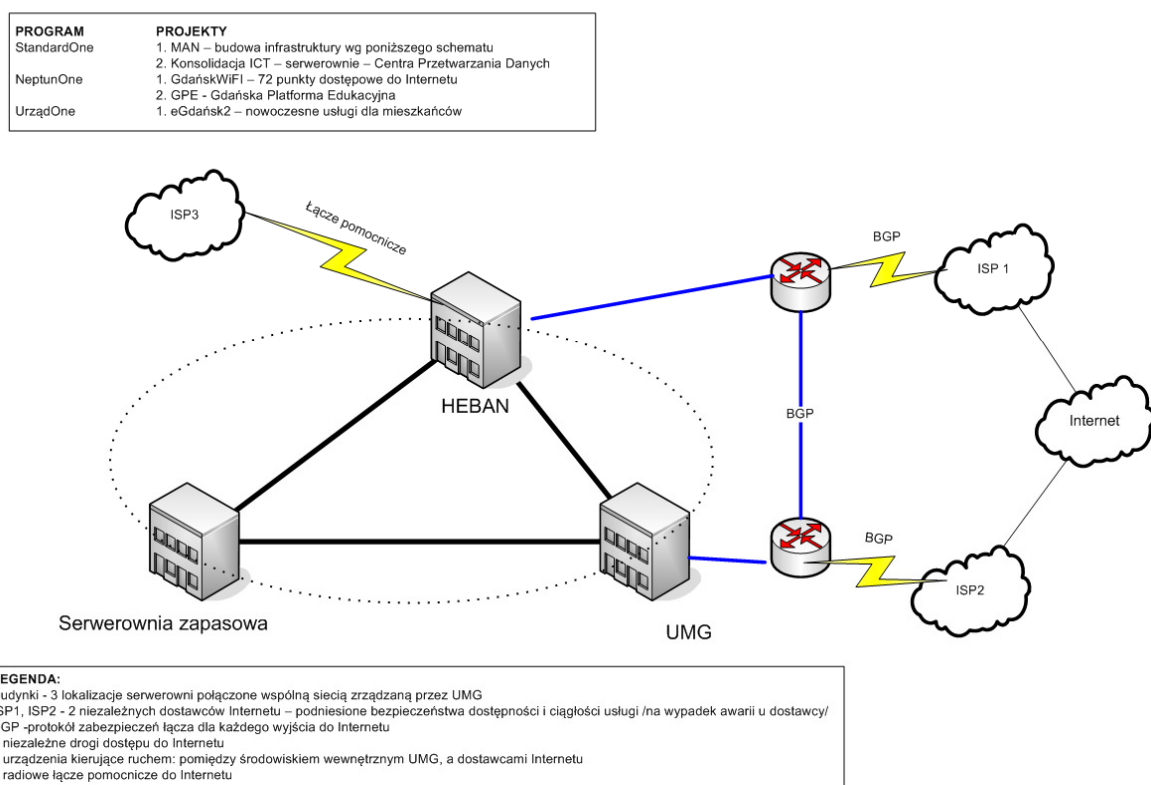 PROGRAM PROJEKTY
StandardOne 1. MAN – budowa infrastruktury wg poniższego schematu
2. Konsolidacja ICT – serwerownie – Centra Przetwarzania Danych
NeptunOne 1. GdańskWiFI – 72 punkty dostępowe do Internetu
2. GPE - Gdańska Platforma Edukacyjna
UrządOne 1. eGdańsk2 – nowoczesne usługi dla mieszkańców
ISP3
Łącze pomocnicze
BGP
ISP 1
HEBAN
BGP
Internet
BGP
ISP2
Serwerownia zapasowa
UMG
EGENDA:
udynki - 3 lokalizacje serwerowni połączone wspólną siecią zrządzaną przez UMG
SP1, ISP2 - 2 niezależnych dostawców Internetu – podniesione bezpieczeństwa dostępności i ciągłości usługi /na wypadek awarii u dostawcy/
GP -protokół zabezpieczeń łącza dla każdego wyjścia do Internetu
niezależne drogi dostępu do Internetu
urządzenia kierujące ruchem: pomiędzy środowiskiem wewnętrznym UMG, a dostawcami Internetu
radiowe łącze pomocnicze do Internetu